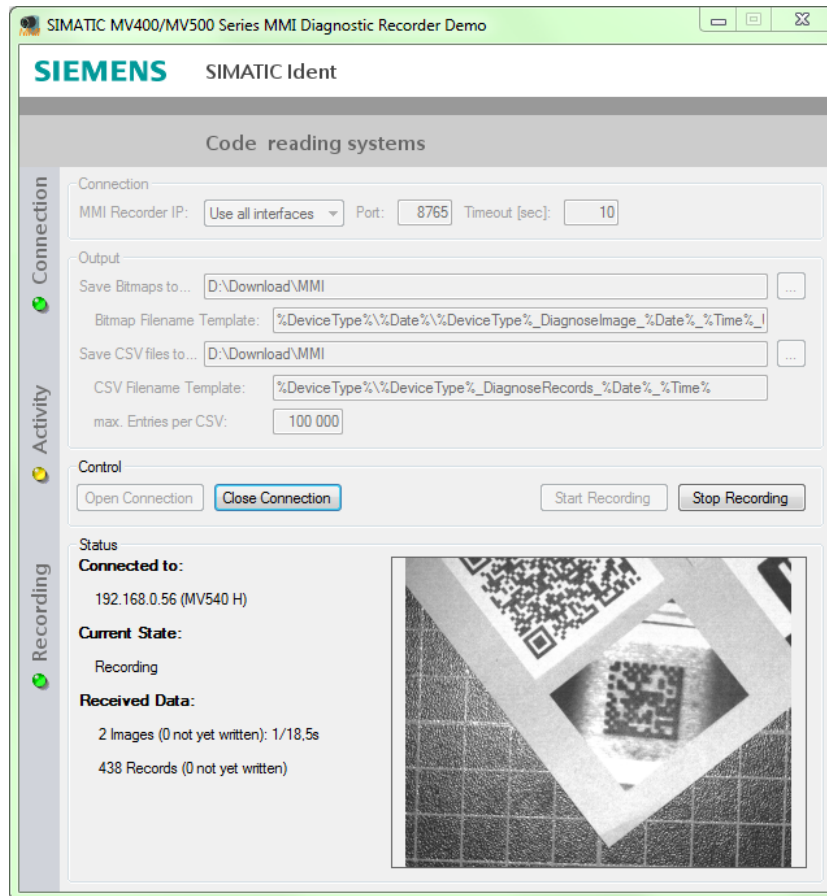 SIMATIC MV400/MV500 Series MMI Diagnostic Recorder Demo
SIEMENS SIMATIC Ident
Code reading systems
Connection
Connection
MMI Recorder IP: Use all interfaces Port: 8765 Timeout [sec]: 10
Output
Save Bitmaps to... D:\Download\MMI ...
Bitmap Filename Template: %DeviceType%\%Date%\%DeviceType%_DiagnoseImage_%Date%_%Time%_
Save CSV files to... D:\Download\MMI ...
CSV Filename Template: %DeviceType%\%DeviceType%_DiagnoseRecords_%Date%_%Time%
max. Entries per CSV: 100 000
Activity
Control
Open Connection Close Connection Start Recording Stop Recording
Recording
Status
Connected to:
192.168.0.56 (MV540 H)
Current State:
Recording
Received Data:
2 Images (0 not yet written): 1/18,5s
438 Records (0 not yet written)